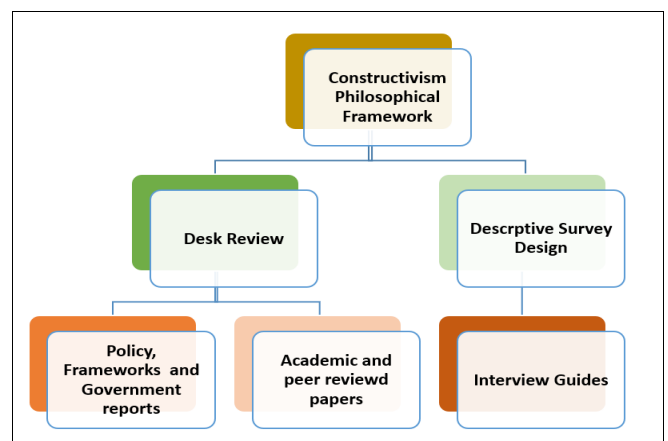 Constructivism
Philosophical
Framework
Desk Review
Descrptive Survey
Design
Policy,
Frameworks and
Government
reports
Academic and
peer reviewd
papers
Interview Guides